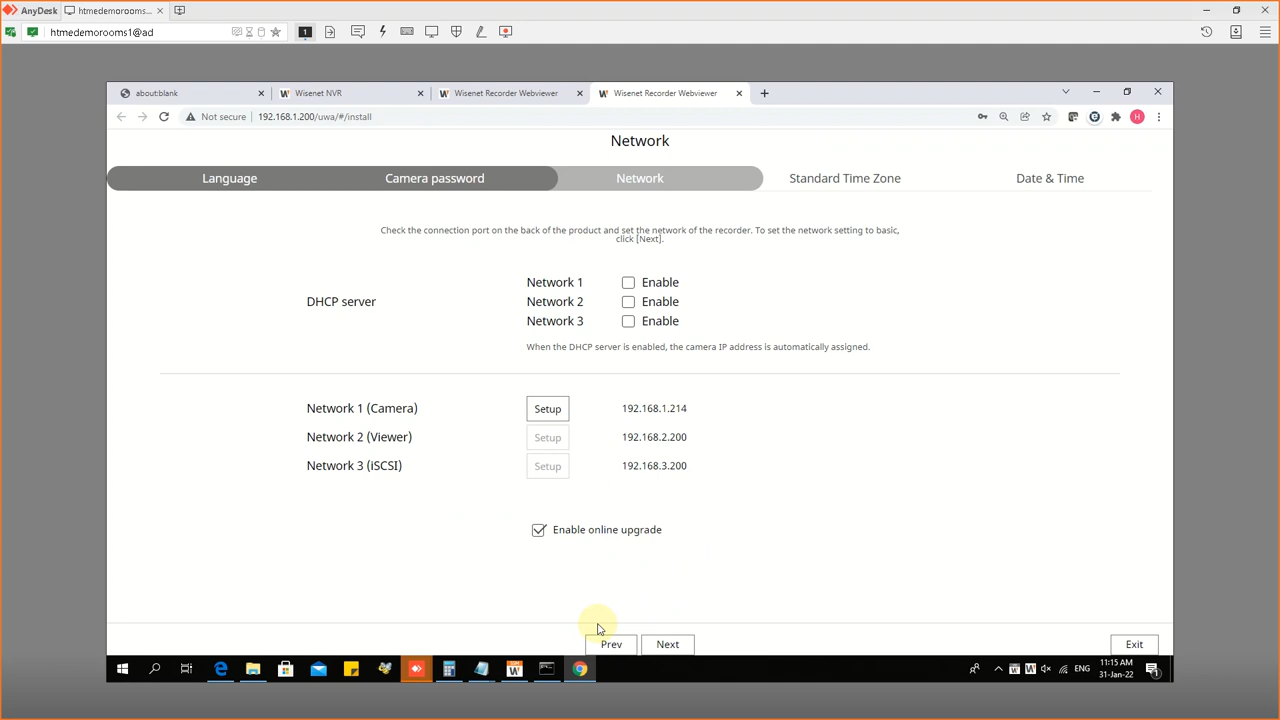 AnyDesk
htmedemorooms...
htmedemorooms1@ad
1
about:blank
Wisenet NVR
Wisenet Recorder Webviewer
Wisenet Recorder Webviewer
Not secure
192.168.1.200/uwa/#/install
H
Network
Language
Camera password
Network
Standard Time Zone
Date & Time
Check the connection port on the back of the product and set the network of the recorder. To set the network setting to basic,
click [Next].
DHCP server
Network 1 Enable
Network 2 Enable
Network 3 Enable
When the DHCP server is enabled, the camera IP address is automatically assigned.
Network 1 (Camera) Setup 192.168.1.214
Network 2 (Viewer) Setup 192.168.2.200
Network 3 (iSCSI) Setup 192.168.3.200
Enable online upgrade
Prev
Next
Exit
ENG
11:15 AM
31-Jan-22
1